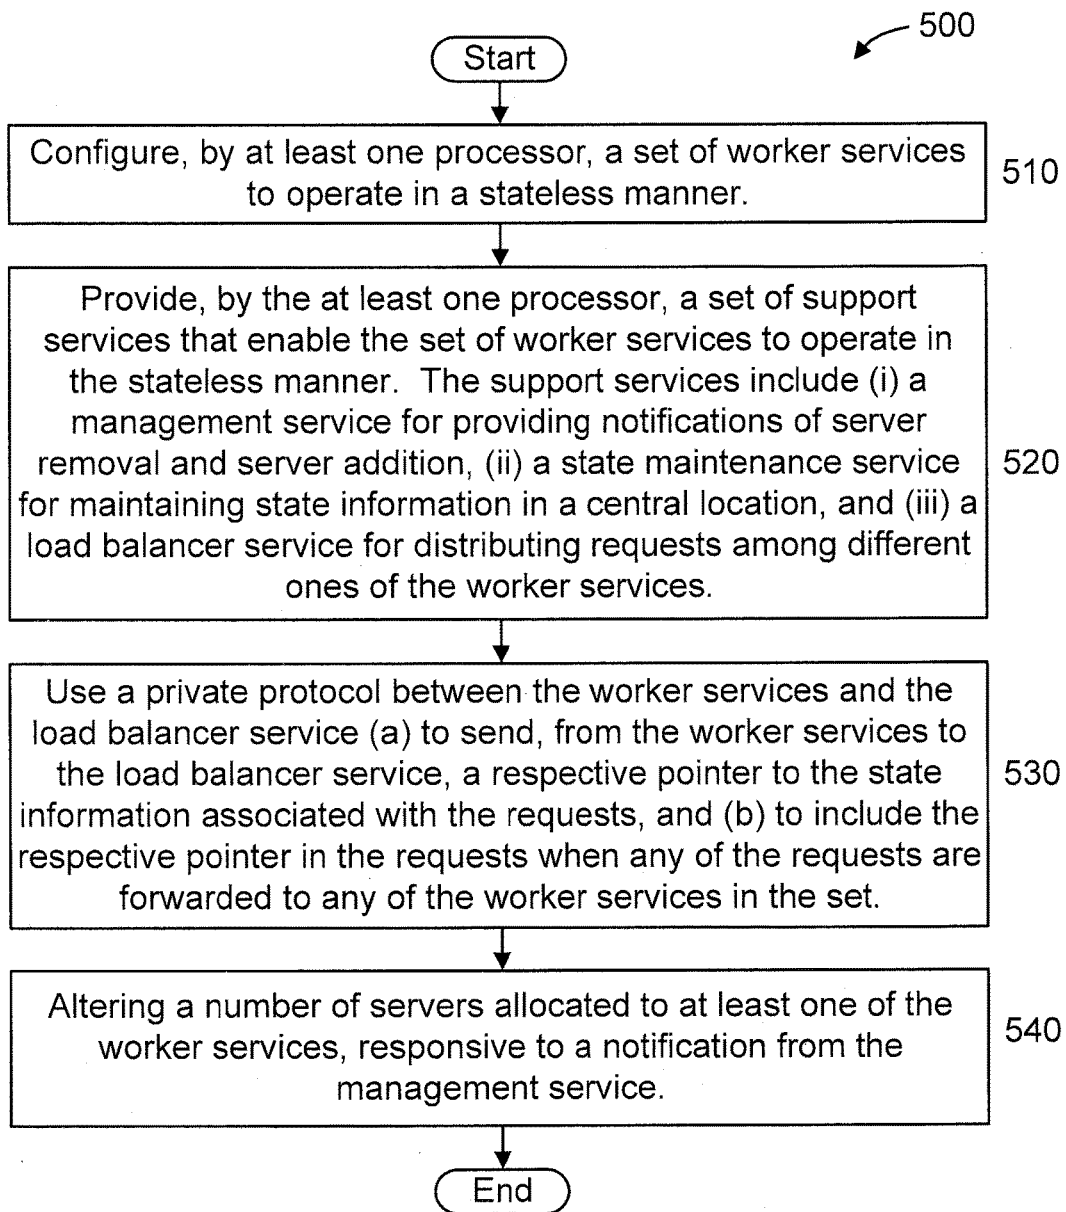 500
Start
Configure, by at least one processor, a set of worker services
to operate in a stateless manner.
510
Provide, by the at least one processor, a set of support
services that enable the set of worker services to operate in
the stateless manner. The support services include (i) a
management service for providing notifications of server
removal and server addition, (ii) a state maintenance service
for maintaining state information in a central location, and (iii) a
load balancer service for distributing requests among different
ones of the worker services.
520
Use a private protocol between the worker services and the
load balancer service (a) to send, from the worker services to
the load balancer service, a respective pointer to the state
information associated with the requests, and (b) to include the
respective pointer in the requests when any of the requests are
forwarded to any of the worker services in the set.
530
Altering a number of servers allocated to at least one of the
worker services, responsive to a notification from the
management service.
540
End